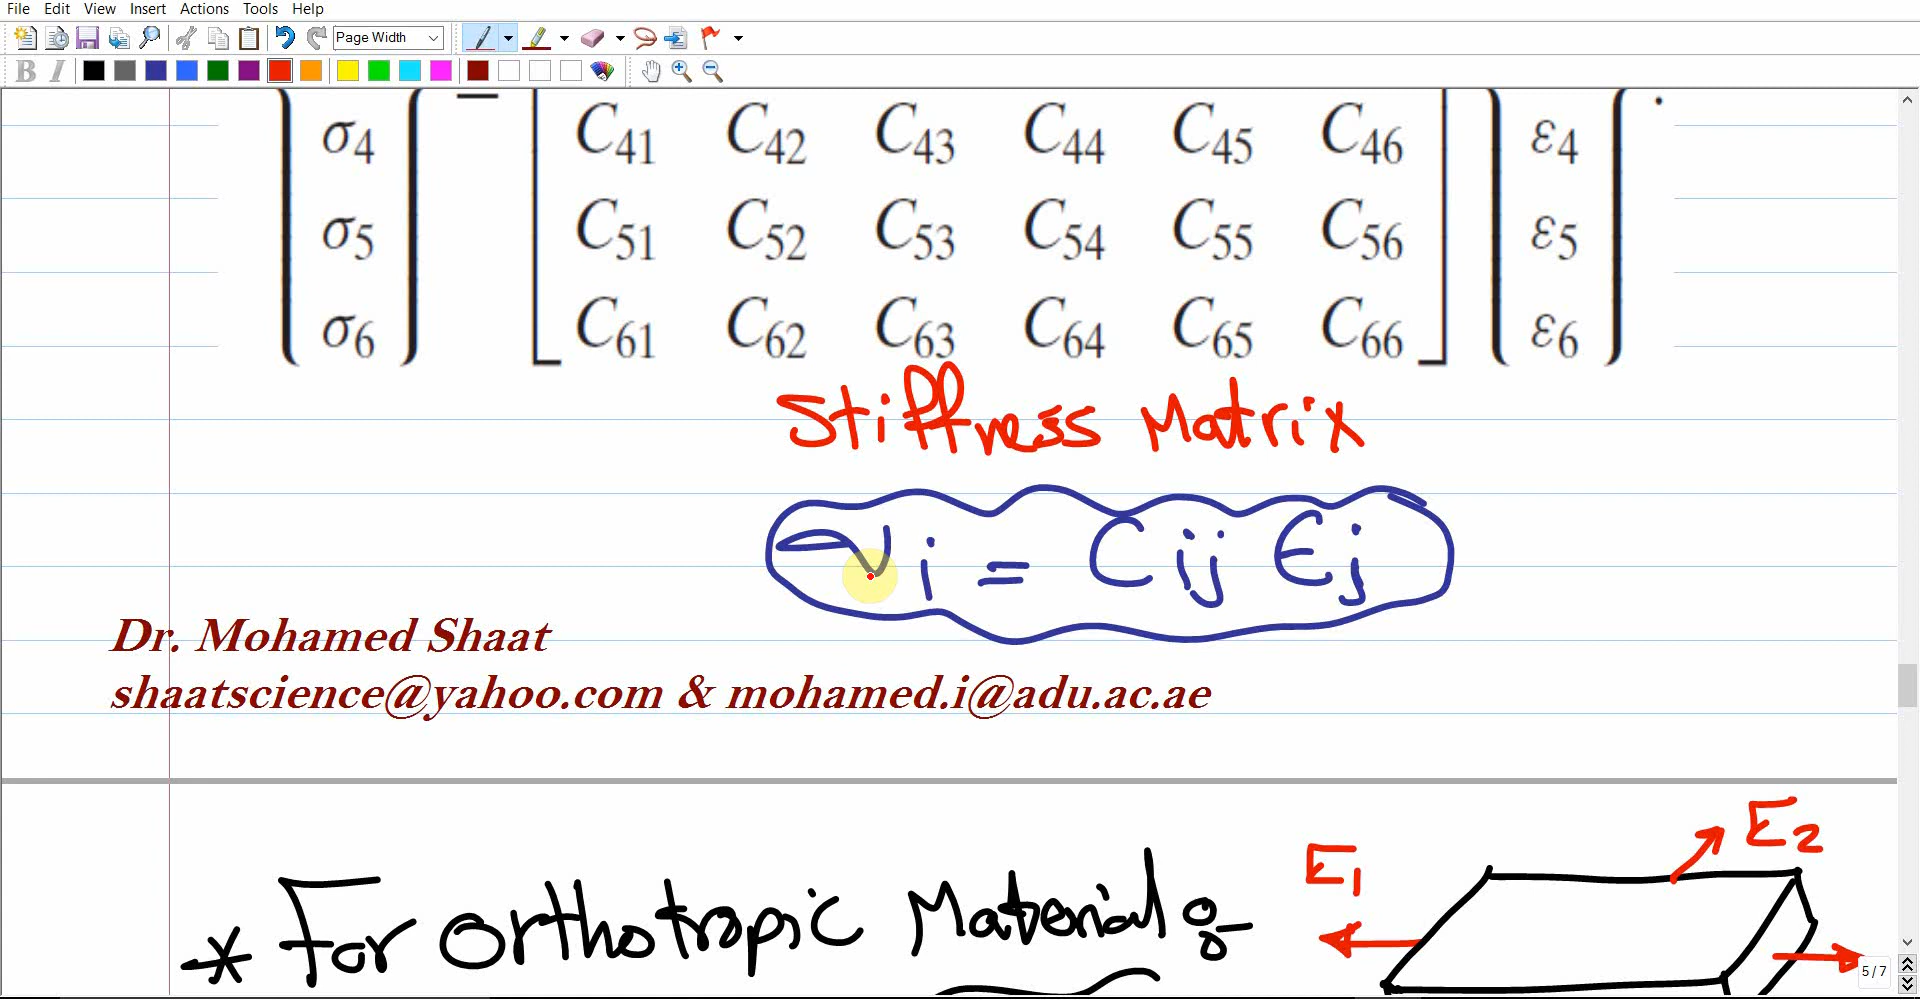 File Edit View Insert Actions Tools Help
Page Width
B I
σ4 = C41 C42 C43 C44 C45 C46 ε4 .
σ5 C51 C52 C53 C54 C55 C56 ε5
σ6 C61 C62 C63 C64 C65 C66 ε6
Stiffness Matrix
σi = Cij ϵj
Dr. Mohamed Shaat
shaatscience@yahoo.com & mohamed.i@adu.ac.ae
E2
E1
* For Orthotropic Material :-
5 / 7